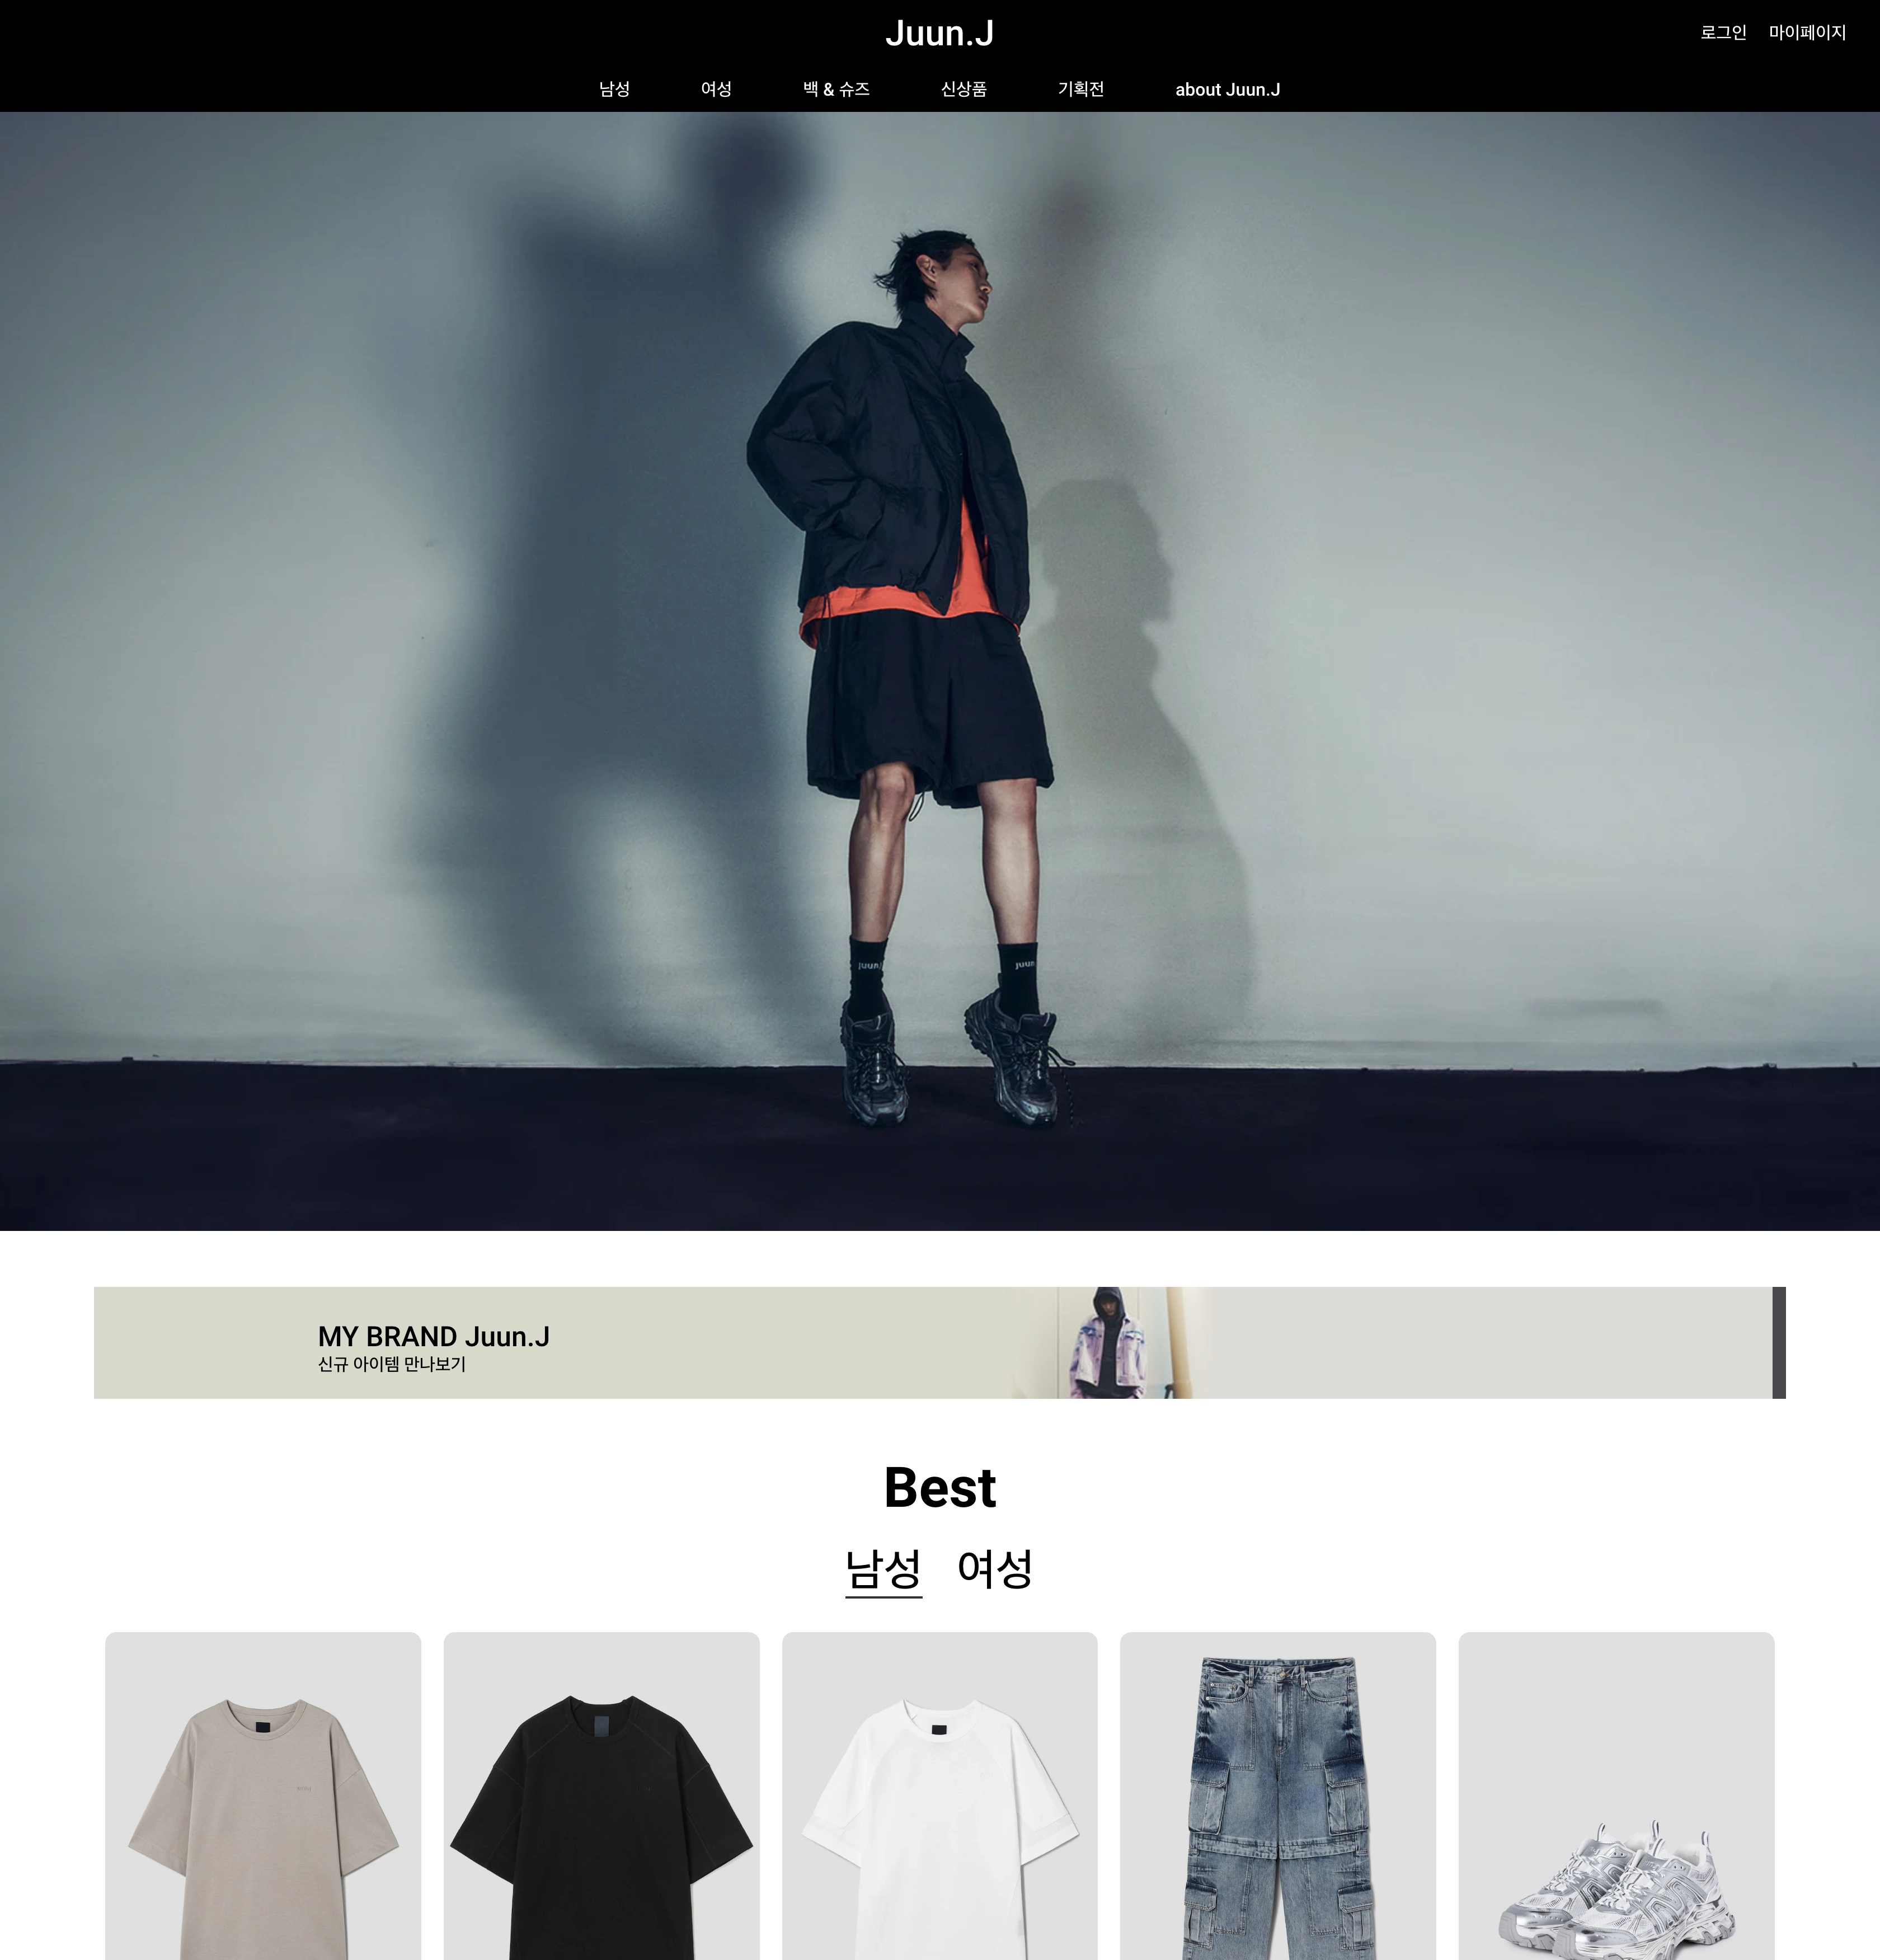 Juun.J
로그인 마이페이지
남성 여성 백 & 슈즈 신상품 기획전 about Juun.J
juun.j
juun
MY BRAND Juun.J
신규 아이템 만나보기
Best
남성 여성